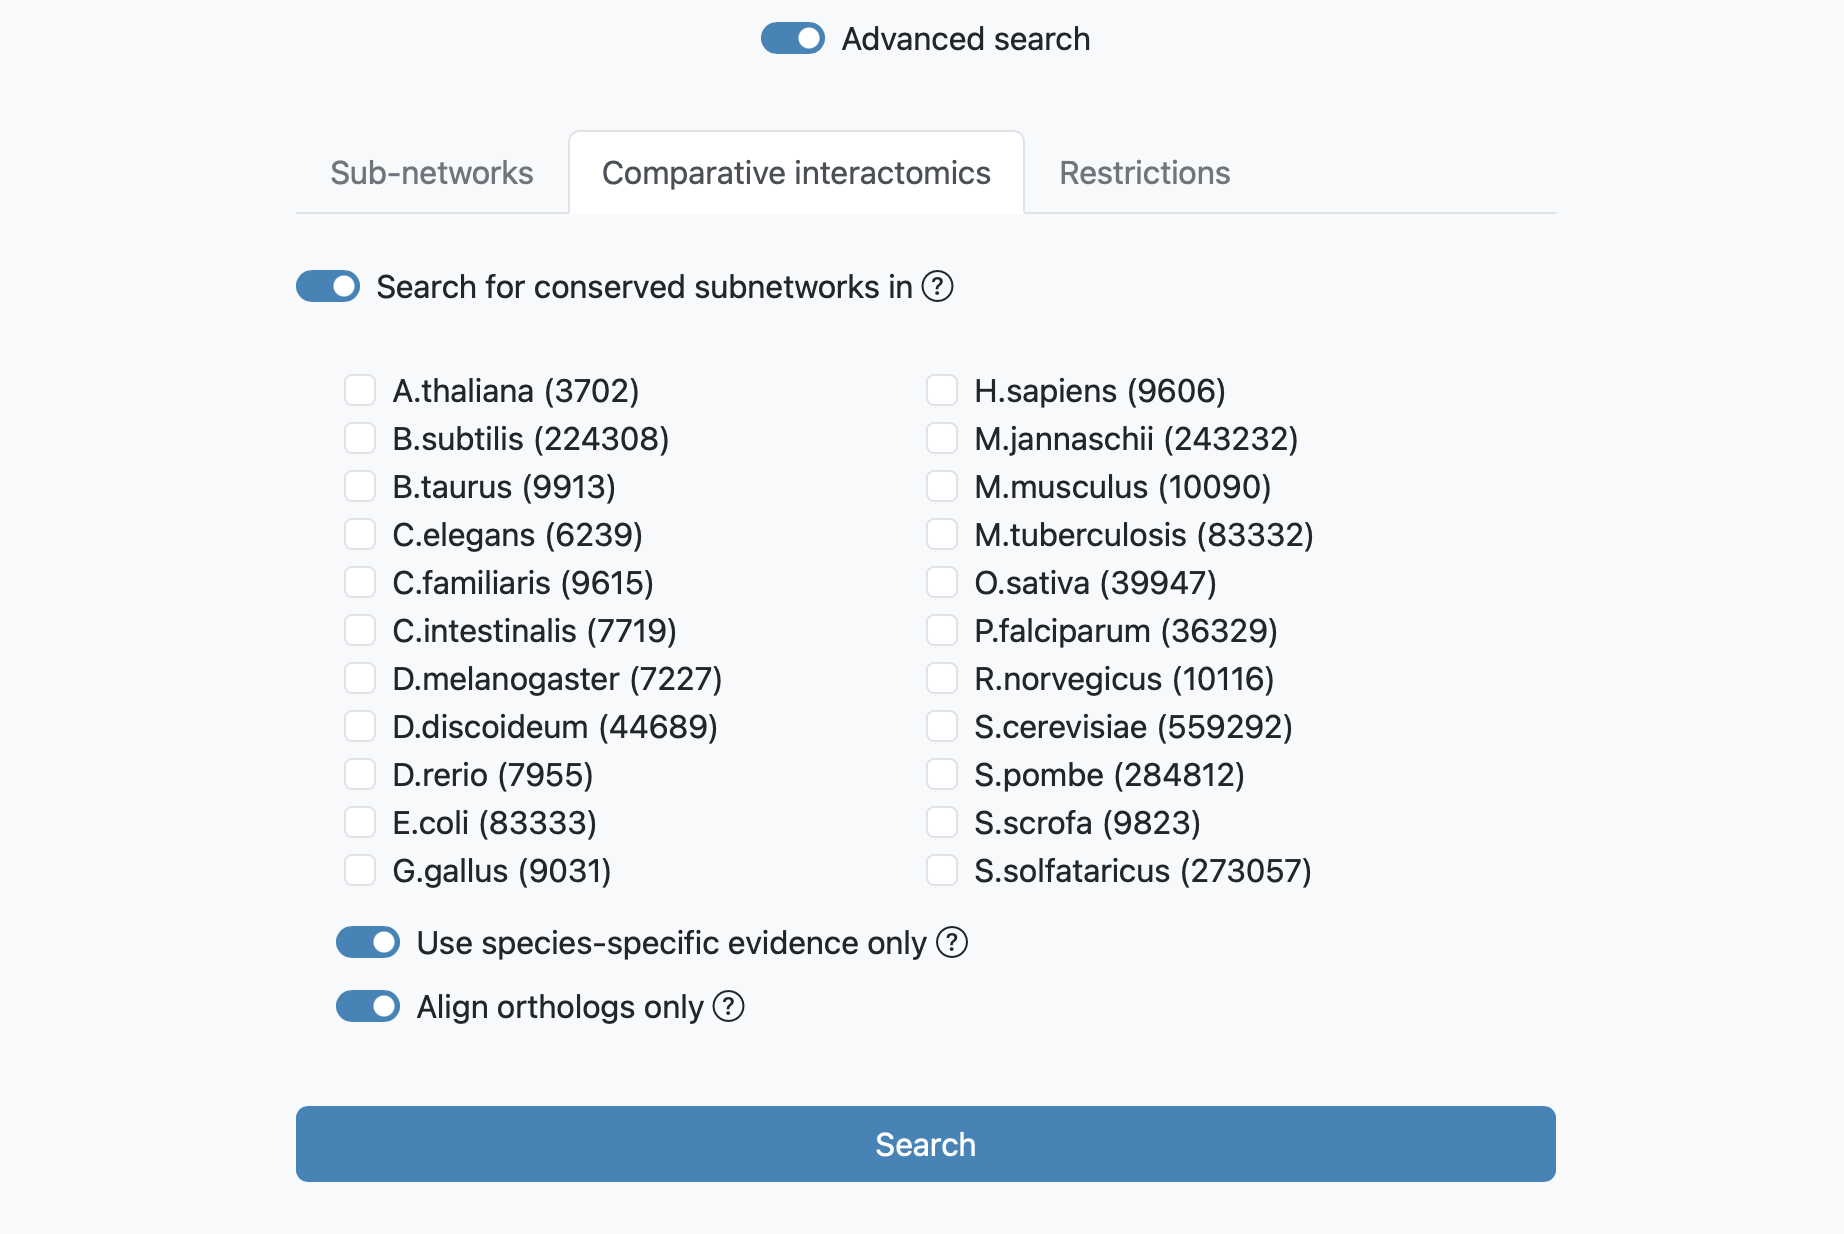 Advanced search
Sub-networks
Comparative interactomics
Restrictions
Search for conserved subnetworks in ?
A.thaliana (3702)
B.subtilis (224308)
B.taurus (9913)
C.elegans (6239)
C.familiaris (9615)
C.intestinalis (7719)
D.melanogaster (7227)
D.discoideum (44689)
D.rerio (7955)
E.coli (83333)
G.gallus (9031)
H.sapiens (9606)
M.jannaschii (243232)
M.musculus (10090)
M.tuberculosis (83332)
O.sativa (39947)
P.falciparum (36329)
R.norvegicus (10116)
S.cerevisiae (559292)
S.pombe (284812)
S.scrofa (9823)
S.solfataricus (273057)
Use species-specific evidence only ?
Align orthologs only ?
Search